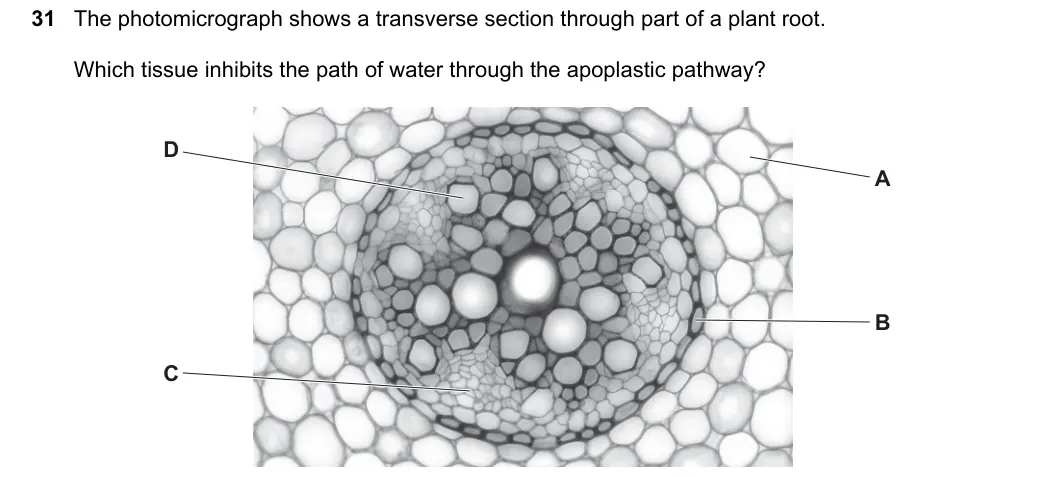 31 The photomicrograph shows a transverse section through part of a plant root.
Which tissue inhibits the path of water through the apoplastic pathway?
D
A
B
C